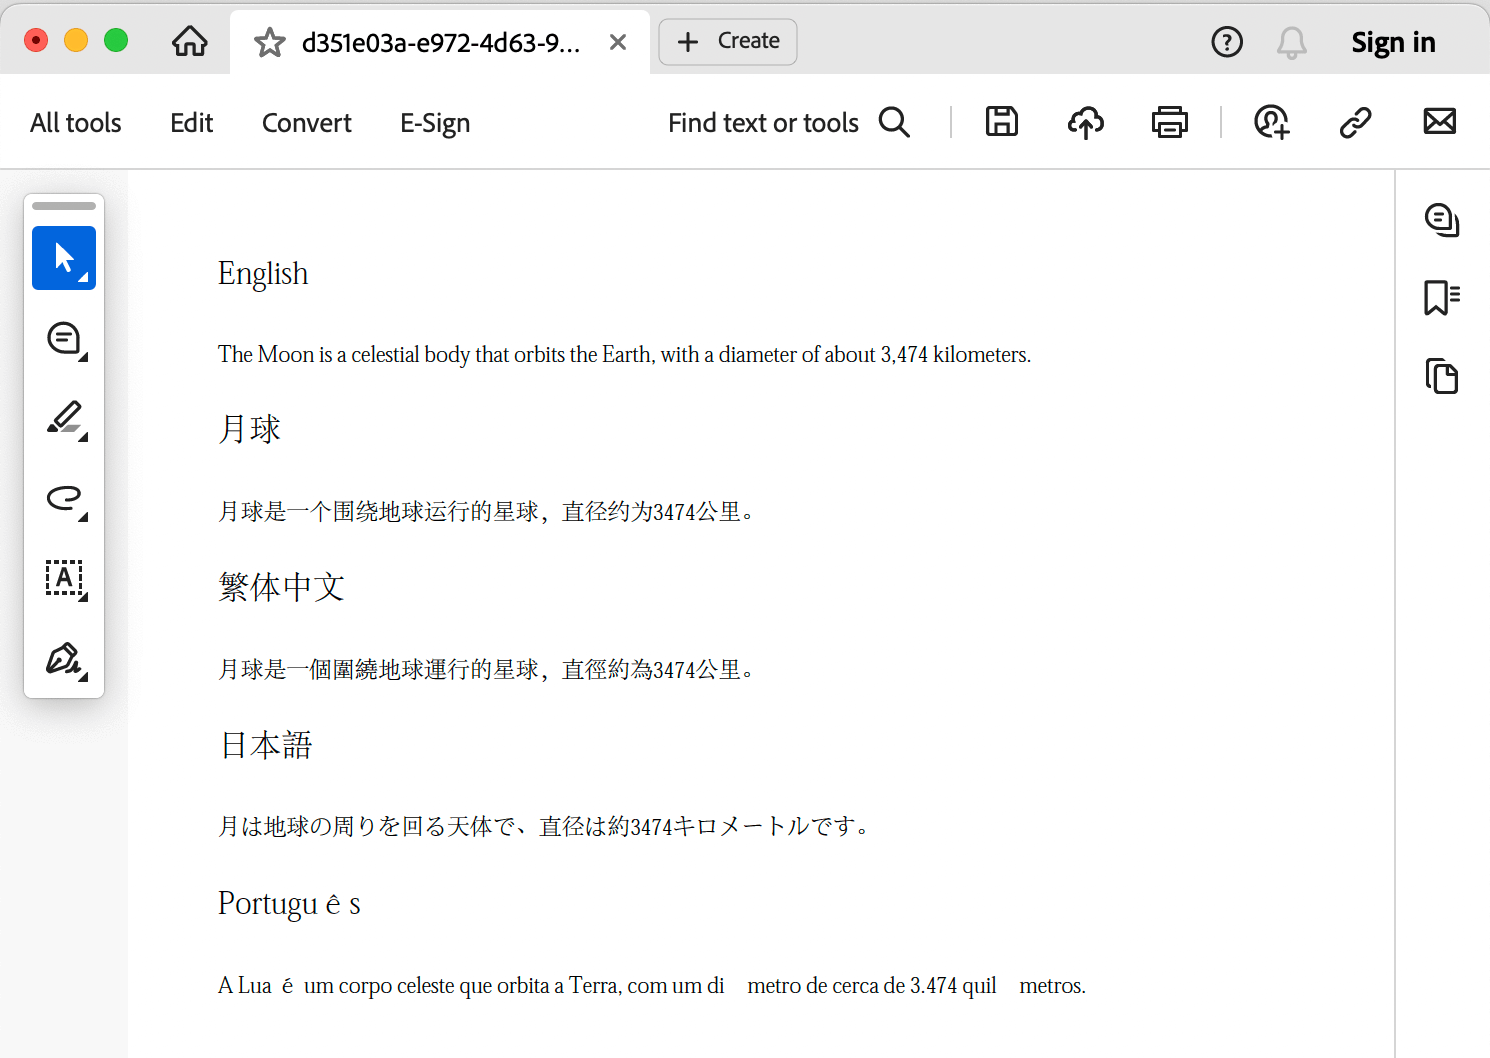 d351e03a-e972-4d63-9...
Create
Sign in
All tools
Edit
Convert
E-Sign
Find text or tools
English
The Moon is a celestial body that orbits the Earth, with a diameter of about 3,474 kilometers.
月球
月球是一个围绕地球运行的星球，直径约为3474公里。
繁体中文
月球是一個圍繞地球運行的星球，直徑約為3474公里。
日本語
月は地球の周りを回る天体で、直径は約3474キロメートルです。
Portugu ê s
A Lua é um corpo celeste que orbita a Terra, com um di metro de cerca de 3.474 quil metros.